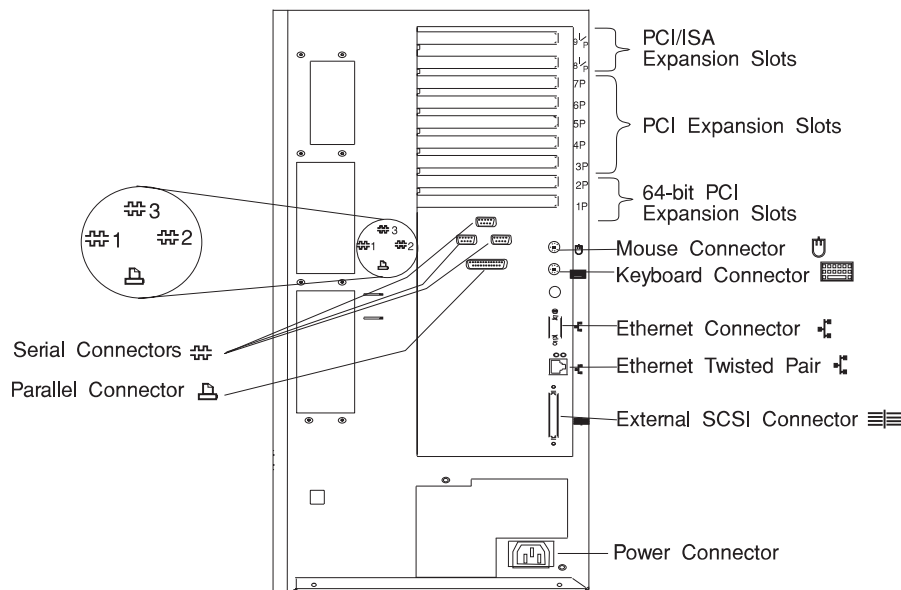 PCI/ISA
Expansion Slots
9 I/P
8 I/P
7P
6P
5P
4P
3P
PCI Expansion Slots
2P
1P
64-bit PCI
Expansion Slots
3
1
2
3
1
2
Mouse Connector
Keyboard Connector
Ethernet Connector
Ethernet Twisted Pair
External SCSI Connector
Serial Connectors
Parallel Connector
Power Connector